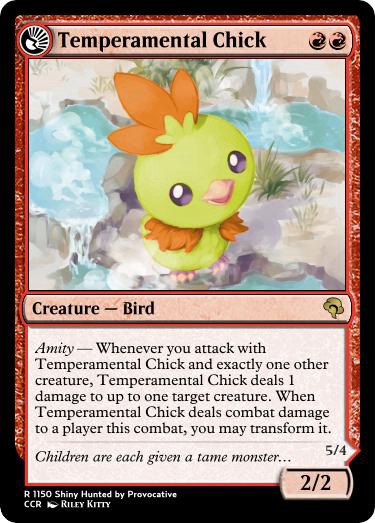 Temperamental Chick
Creature — Bird
Amity — Whenever you attack with
Temperamental Chick and exactly one other
creature, Temperamental Chick deals 1
damage to up to one target creature. When
Temperamental Chick deals combat damage
to a player this combat, you may transform it.
5/4
Children are each given a tame monster…
2/2
R 1150 Shiny Hunted by Provocative
CCR Riley Kitty